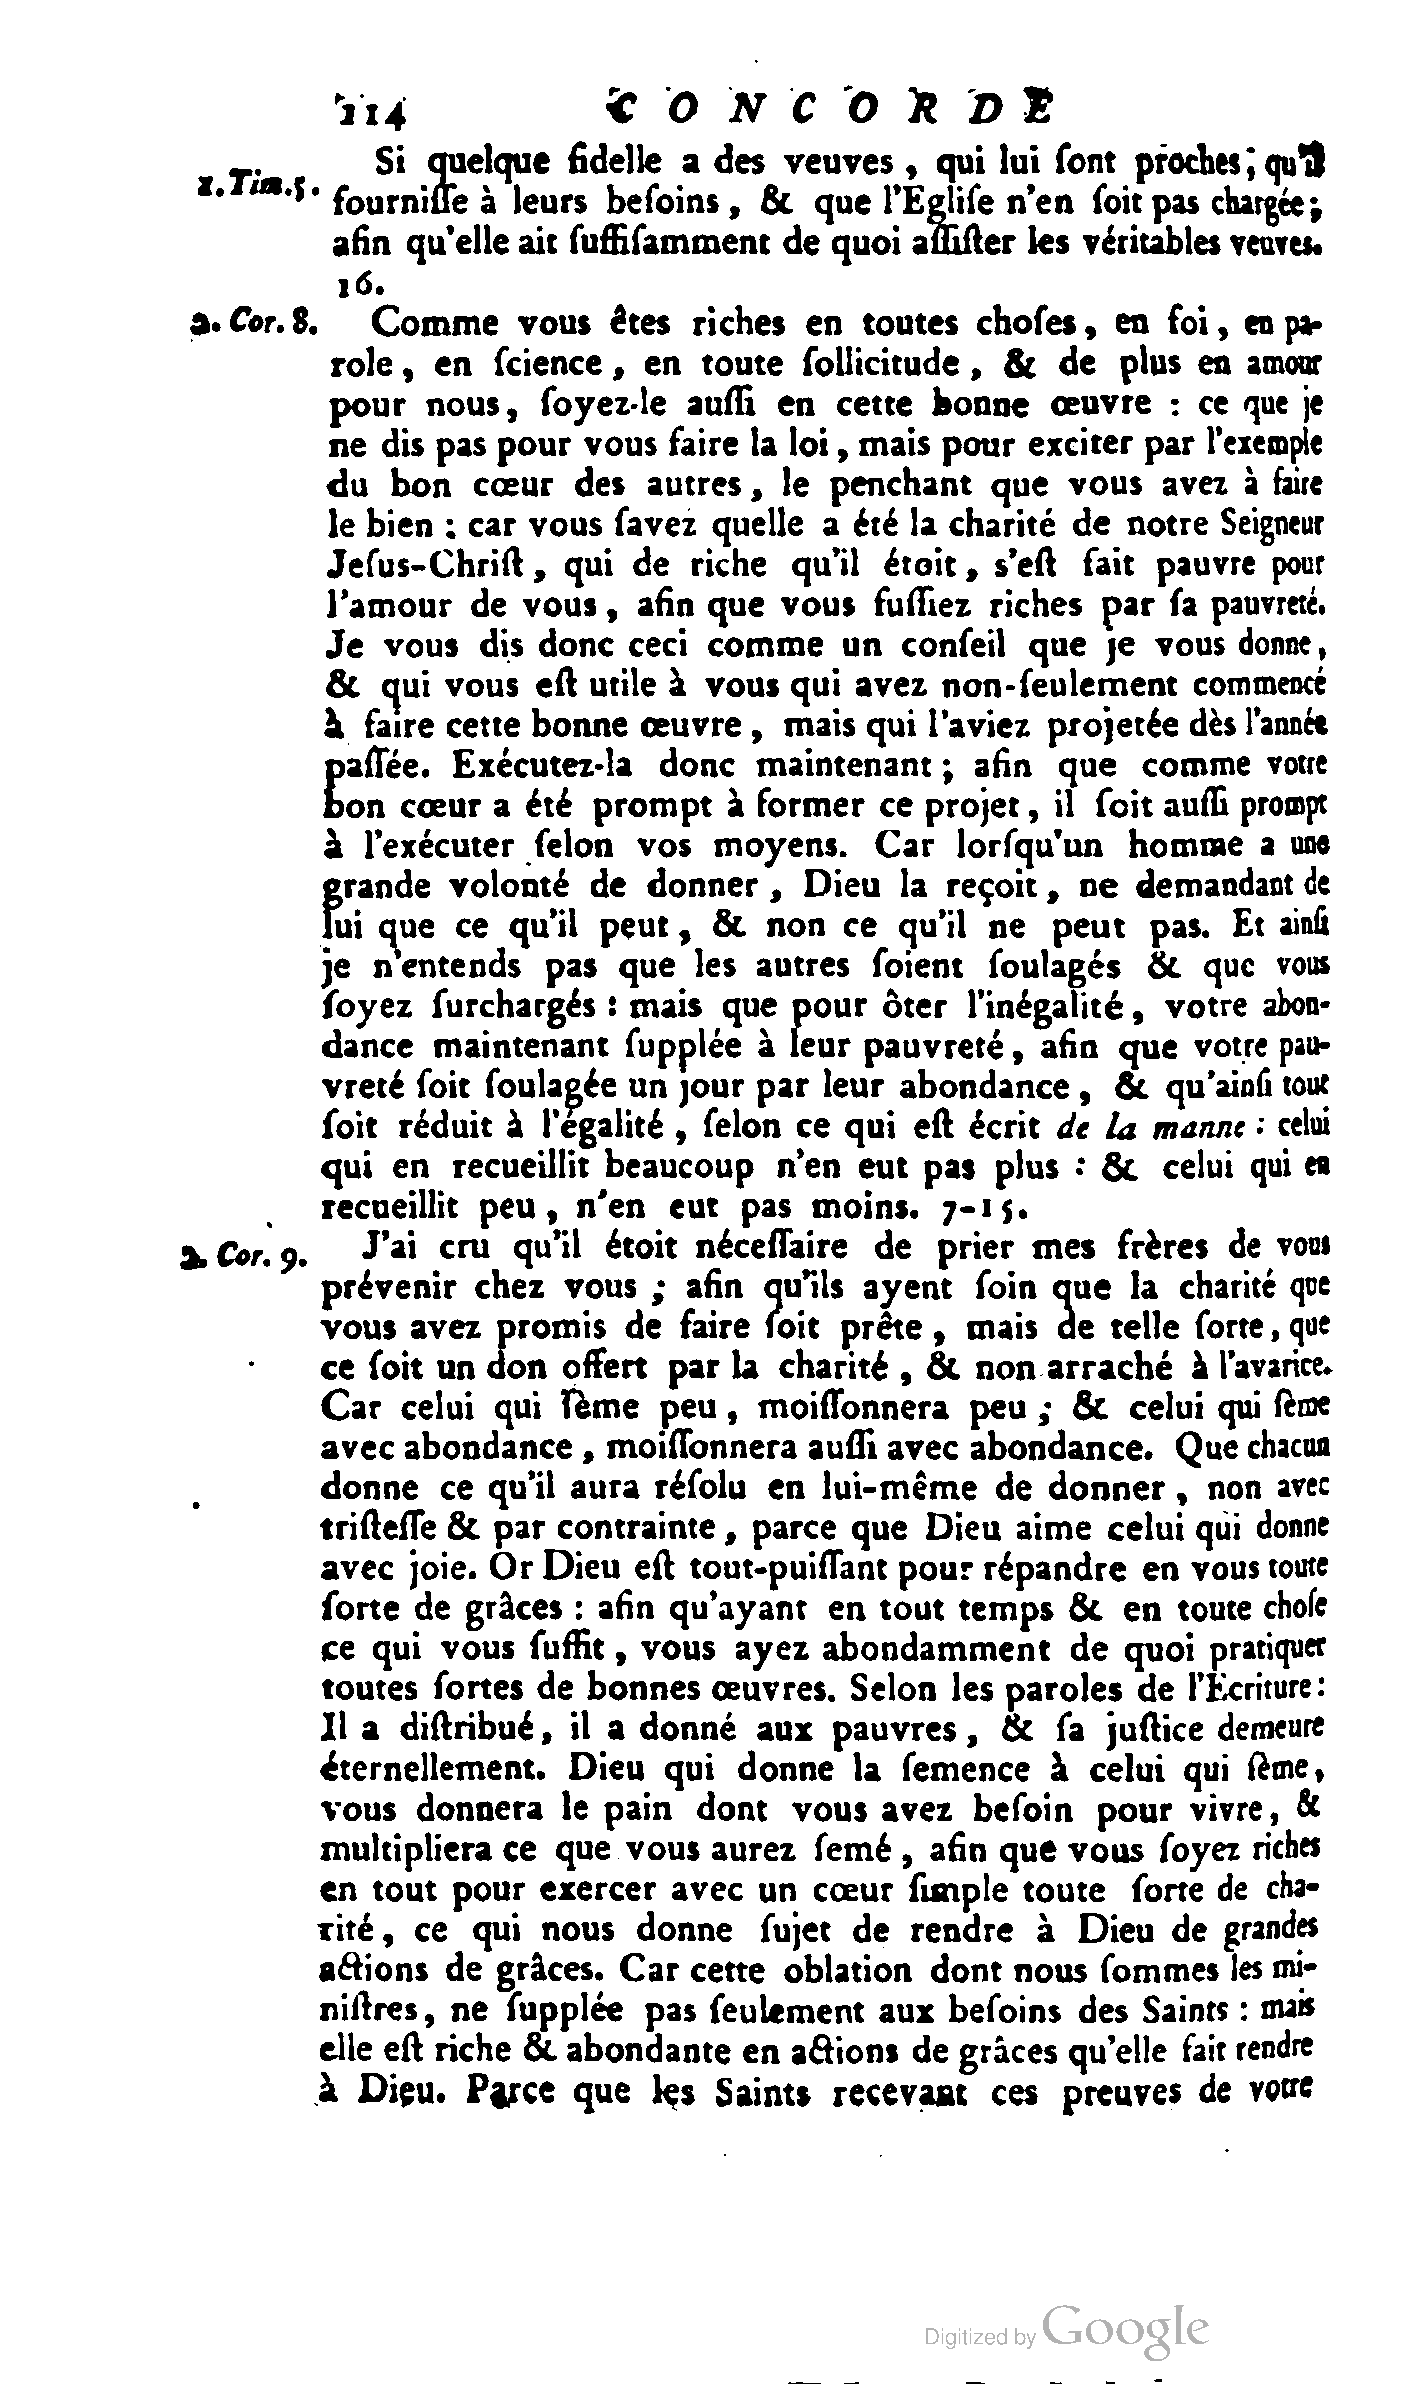 114 CONCORDE
Si quelque fidelle a des veuves, qui lui ſont proches; qu'il
1. Tim. 5. fourniſſe à leurs beſoins, & que l'Egliſe n'en ſoit pas chargée;
afin qu'elle ait ſuffiſamment de quoi aſſiſter les véritables veuves.
16.
2. Cor. 8. Comme vous êtes riches en toutes choſes, en foi, en pa-
role, en ſcience, en toute ſollicitude, & de plus en amour
pour nous, ſoyez-le auſſi en cette bonne œuvre : ce que je
ne dis pas pour vous faire la loi, mais pour exciter par l'exemple
du bon cœur des autres, le penchant que vous avez à faire
le bien : car vous ſavez quelle a été la charité de notre Seigneur
Jeſus-Chriſt, qui de riche qu'il étoit, s'eſt fait pauvre pour
l'amour de vous, afin que vous fuſſiez riches par ſa pauvreté.
Je vous dis donc ceci comme un conſeil que je vous donne,
& qui vous eſt utile à vous qui avez non-ſeulement commencé
à faire cette bonne œuvre, mais qui l'aviez projetée dès l'année
paſſée. Exécutez-la donc maintenant; afin que comme votre
bon cœur a été prompt à former ce projet, il ſoit auſſi prompt
à l'exécuter ſelon vos moyens. Car lorſqu'un homme a une
grande volonté de donner, Dieu la reçoit, ne demandant de
lui que ce qu'il peut, & non ce qu'il ne peut pas. Et ainſi
je n'entends pas que les autres ſoient ſoulagés & que vous
ſoyez ſurchargés : mais que pour ôter l'inégalité, votre abon-
dance maintenant ſupplée à leur pauvreté, afin que votre pau-
vreté ſoit ſoulagée un jour par leur abondance, & qu'ainſi tout
ſoit réduit à l'égalité, ſelon ce qui eſt écrit de la manne : celui
qui en recueillit beaucoup n'en eut pas plus : & celui qui en
recueillit peu, n'en eut pas moins. 7-15.
2. Cor. 9. J'ai cru qu'il étoit néceſſaire de prier mes frères de vous
prévenir chez vous ; afin qu'ils ayent ſoin que la charité que
vous avez promis de faire ſoit prête, mais de telle ſorte, que
ce ſoit un don offert par la charité, & non arraché à l'avarice.
Car celui qui ſème peu, moiſſonnera peu ; & celui qui ſème
avec abondance, moiſſonnera auſſi avec abondance. Que chacun
donne ce qu'il aura réſolu en lui-même de donner, non avec
triſteſſe & par contrainte, parce que Dieu aime celui qui donne
avec joie. Or Dieu eſt tout-puiſſant pour répandre en vous toute
ſorte de grâces : afin qu'ayant en tout temps & en toute choſe
ce qui vous ſuffit, vous ayez abondamment de quoi pratiquer
toutes ſortes de bonnes œuvres. Selon les paroles de l'Ecriture:
Il a diſtribué, il a donné aux pauvres, & ſa juſtice demeure
éternellement. Dieu qui donne la ſemence à celui qui ſème,
vous donnera le pain dont vous avez beſoin pour vivre, &
multipliera ce que vous aurez ſemé, afin que vous ſoyez riches
en tout pour exercer avec un cœur ſimple toute ſorte de cha-
rité, ce qui nous donne ſujet de rendre à Dieu de grandes
actions de grâces. Car cette oblation dont nous ſommes les mi-
niſtres, ne ſupplée pas ſeulement aux beſoins des Saints : mais
elle eſt riche & abondante en actions de grâces qu'elle fait rendre
à Dieu. Parce que les Saints recevant ces preuves de votre
Digitized by Google